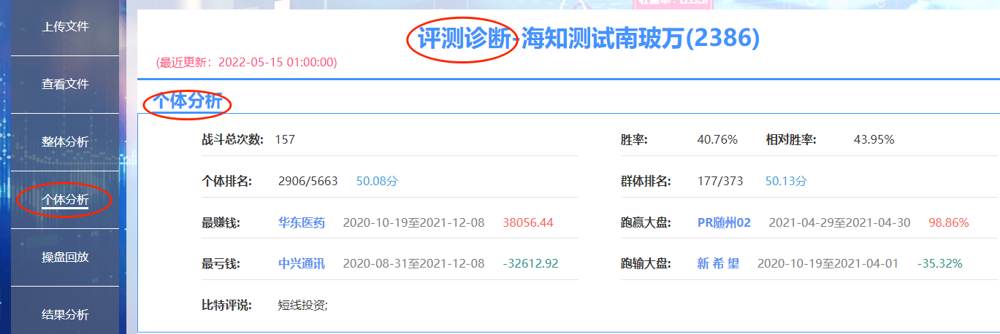 上传文件
查看文件
整体分析
个体分析
操盘回放
结果分析
评测诊断-海知测试南玻万(2386)
(最近更新：2022-05-15 01:00:00)
个体分析
战斗总次数: 157 胜率: 40.76% 相对胜率: 43.95%
个体排名: 2906/5663 50.08分 群体排名: 177/373 50.13分
最赚钱: 华东医药 2020-10-19至2021-12-08 38056.44 跑赢大盘: PR随州02 2021-04-29至2021-04-30 98.86%
最亏钱: 中兴通讯 2020-08-31至2021-12-08 -32612.92 跑输大盘: 新 希 望 2020-10-19至2021-04-01 -35.32%
比特评说: 短线投资;